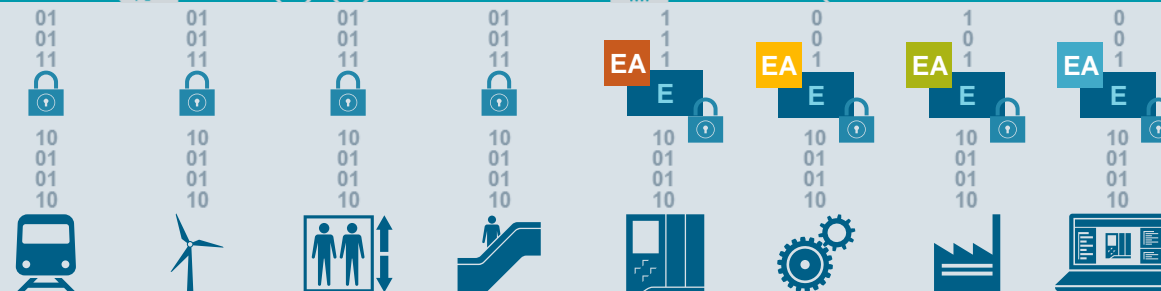 01 01 01 01 1 0 1 0
01 01 01 01 1 0 0 0
11 11 11 11 1 1 1 1
EA EA EA EA
E E E E
10 10 10 10 10 10 10 10
01 01 01 01 01 01 01 01
01 01 01 01 01 01 01 01
10 10 10 10 10 10 10 10